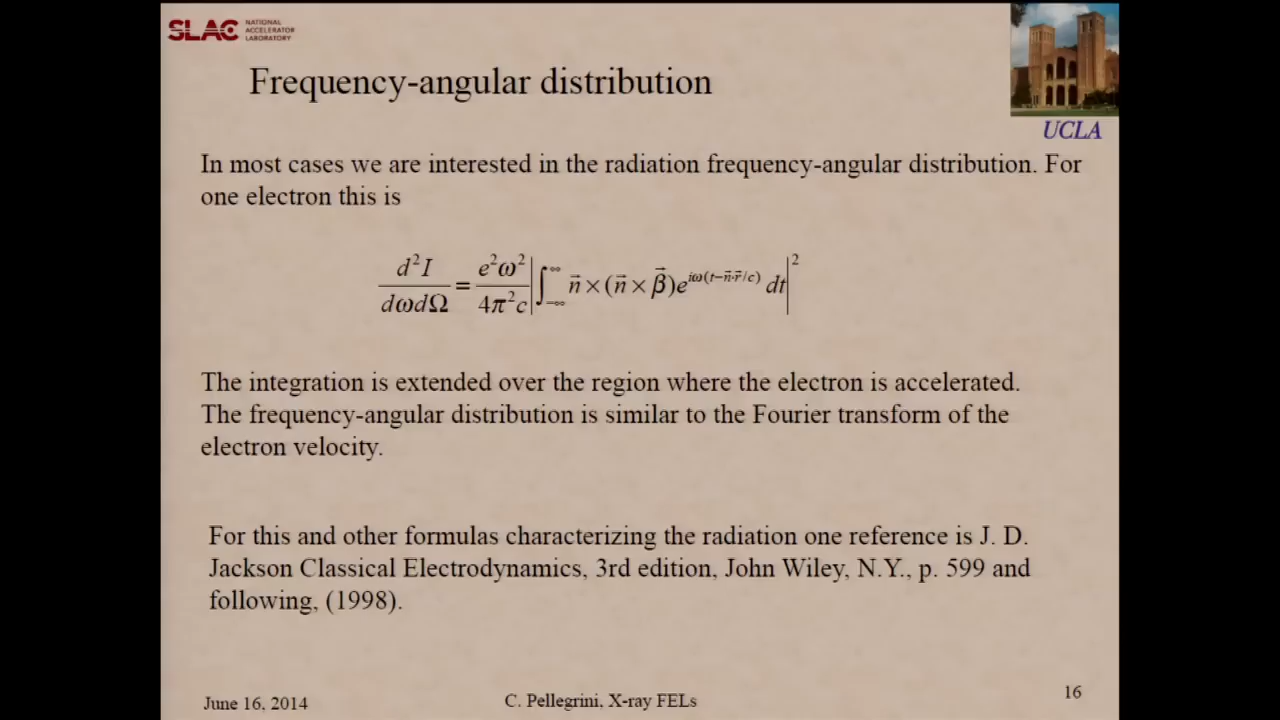 SLAC NATIONAL
ACCELERATOR
LABORATORY
Frequency-angular distribution
UCLA
In most cases we are interested in the radiation frequency-angular distribution. For
one electron this is
d²I/dωdΩ = e²ω²/4π²c |∫_{-∞}^{∞} n⃗ × (n⃗ × β⃗)e^{iω(t−n⃗·r⃗/c)} dt|²
The integration is extended over the region where the electron is accelerated.
The frequency-angular distribution is similar to the Fourier transform of the
electron velocity.
For this and other formulas characterizing the radiation one reference is J. D.
Jackson Classical Electrodynamics, 3rd edition, John Wiley, N.Y., p. 599 and
following, (1998).
June 16, 2014
C. Pellegrini, X-ray FELs
16